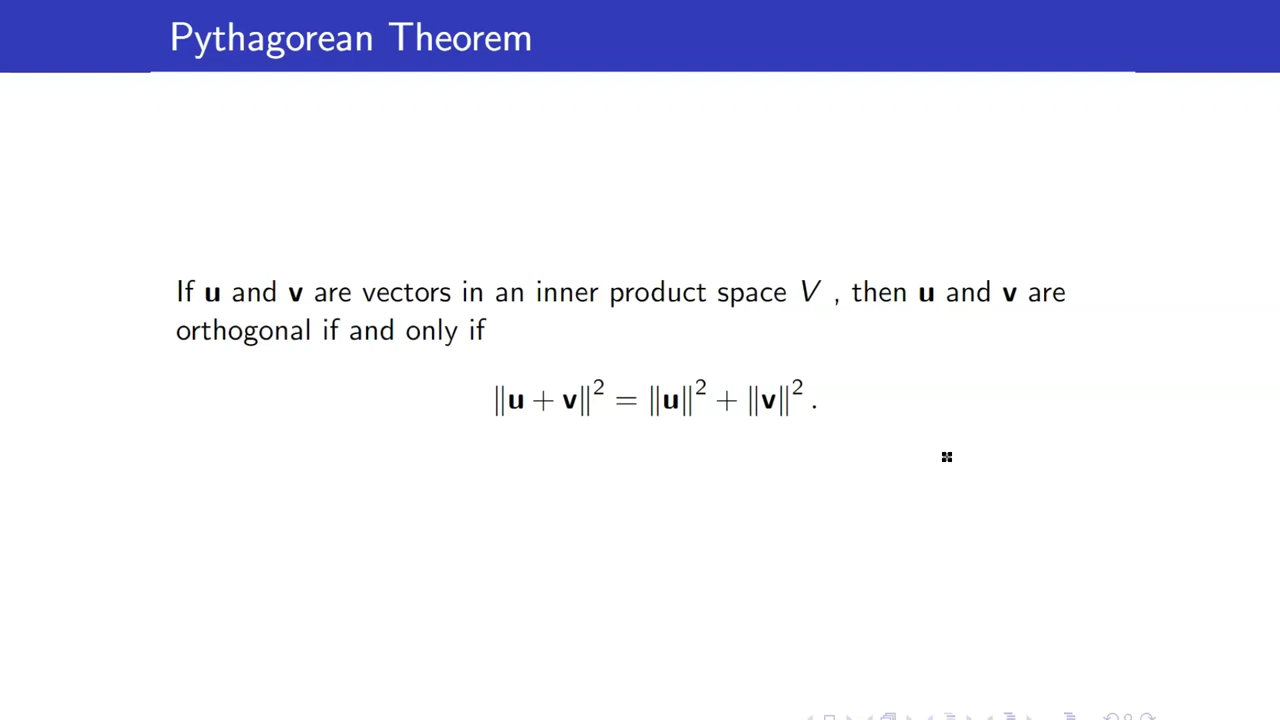 Pythagorean Theorem
If u and v are vectors in an inner product space V , then u and v are
orthogonal if and only if
‖u + v‖² = ‖u‖² + ‖v‖² .